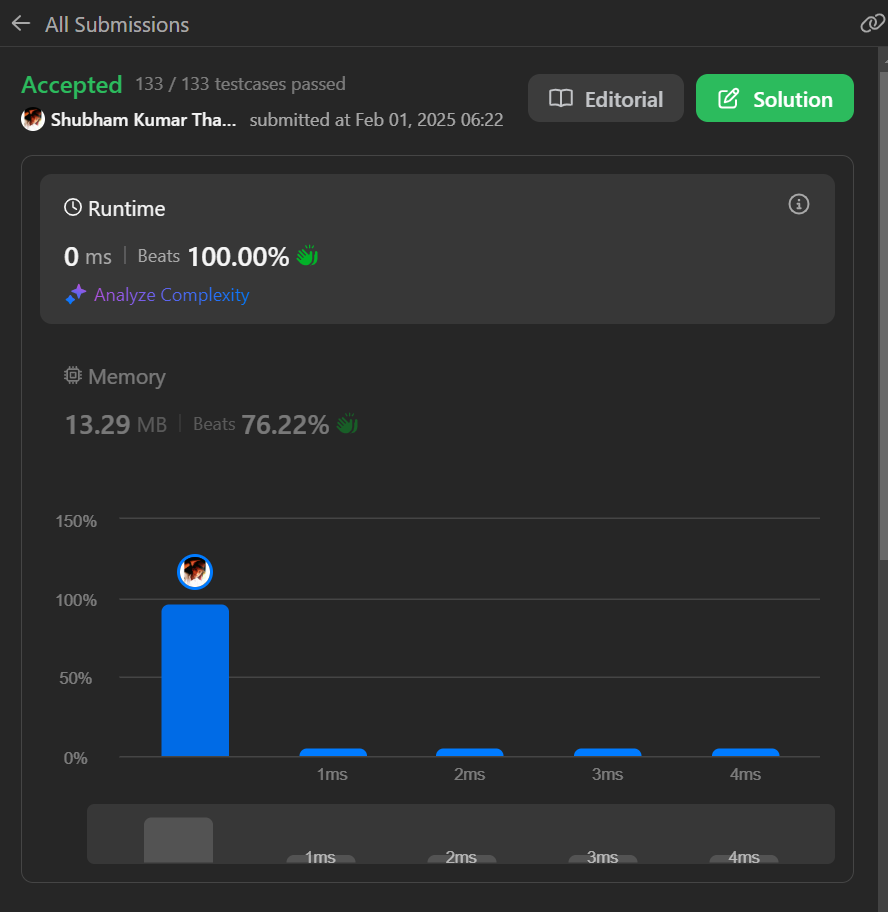 All Submissions
Accepted 133 / 133 testcases passed
Shubham Kumar Tha... submitted at Feb 01, 2025 06:22
Editorial
Solution
Runtime
0 ms | Beats 100.00%
Analyze Complexity
Memory
13.29 MB | Beats 76.22%
150%
100%
50%
0%
1ms 2ms 3ms 4ms
1ms 2ms 3ms 4ms